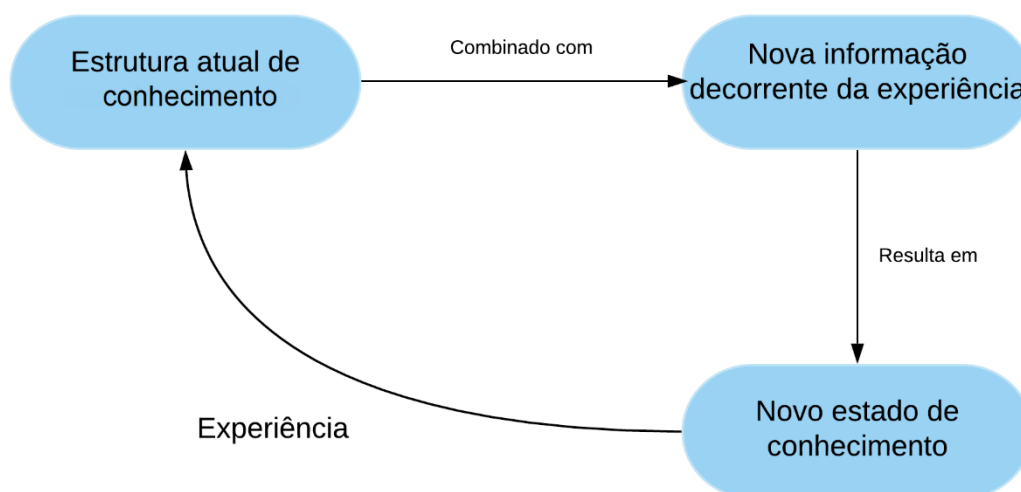 Estrutura atual de
conhecimento
Combinado com
Nova informação
decorrente da experiência
Resulta em
Novo estado de
conhecimento
Experiência